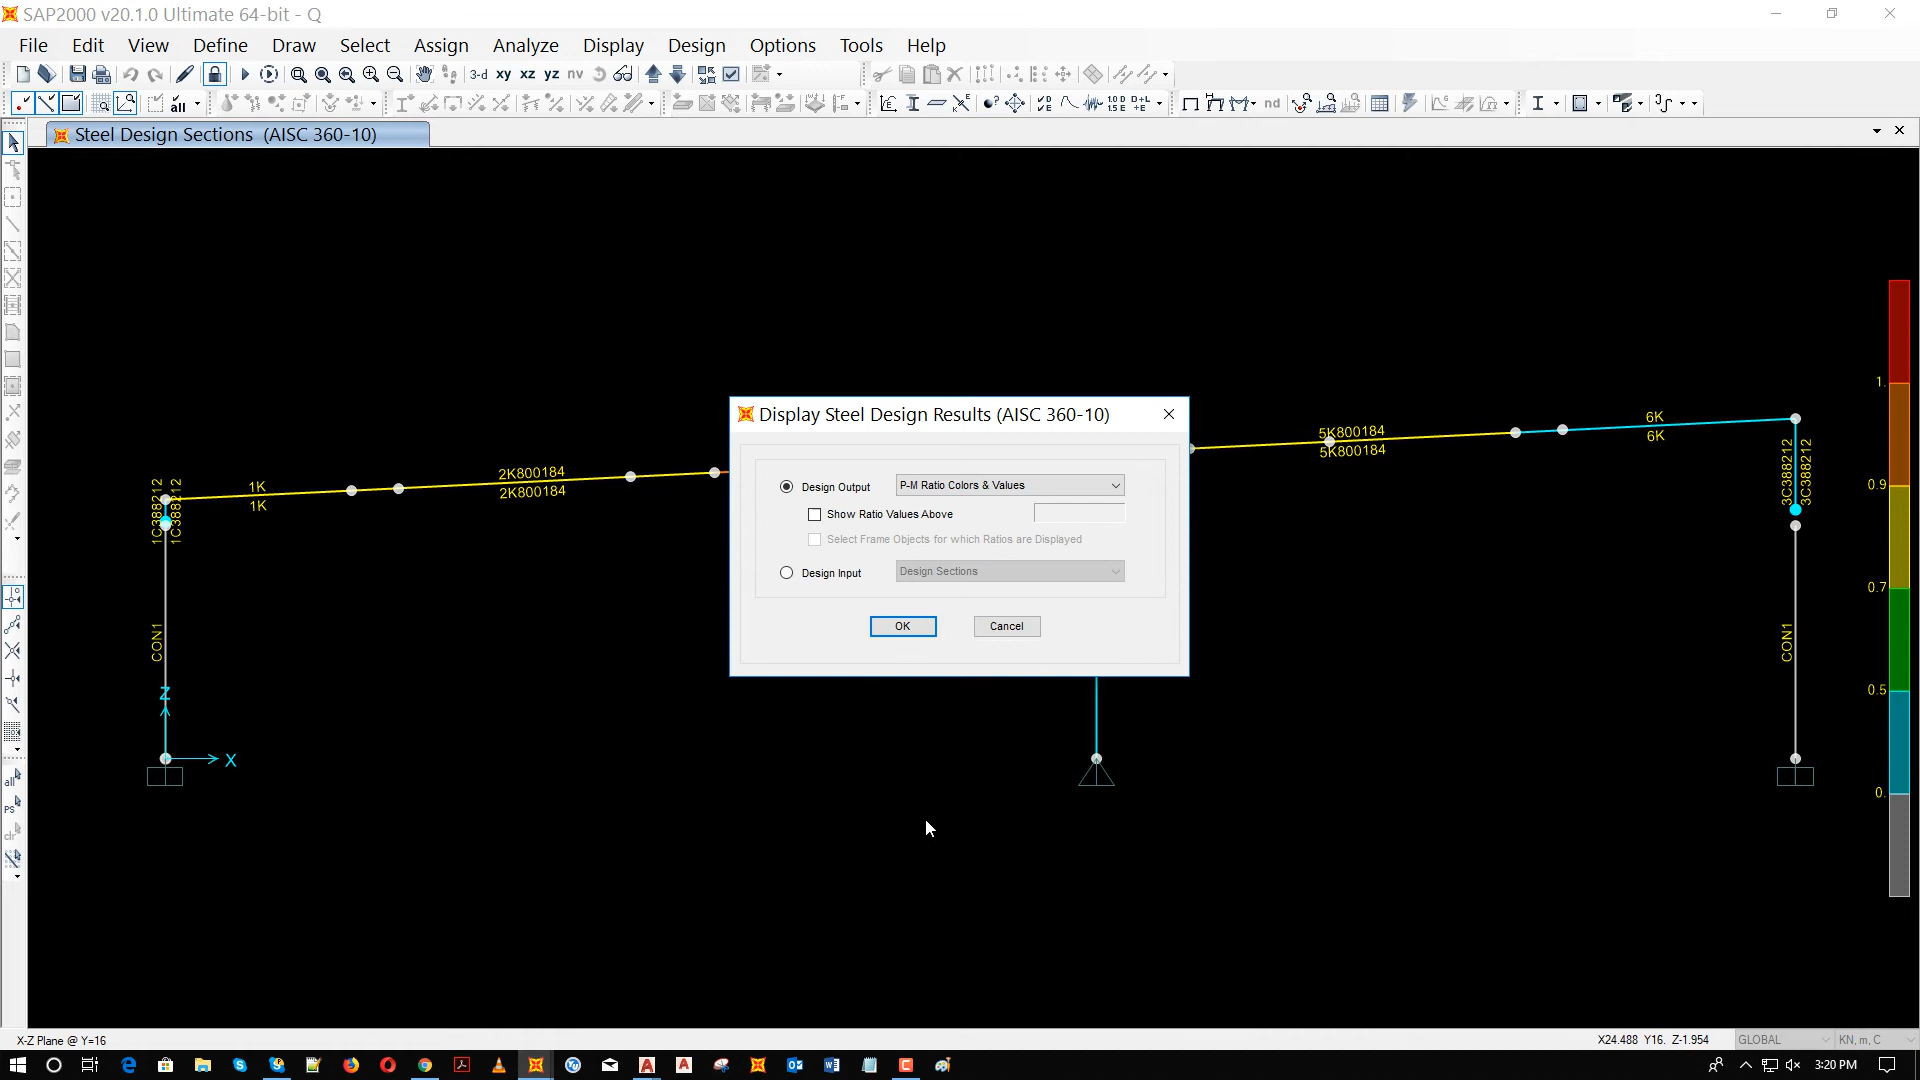 SAP2000 v20.1.0 Ultimate 64-bit - Q
File Edit View Define Draw Select Assign Analyze Display Design Options Tools Help
3-d xy xz yz nv
all nd
Steel Design Sections (AISC 360-10)
Display Steel Design Results (AISC 360-10)
Design Output P-M Ratio Colors & Values
Show Ratio Values Above
Select Frame Objects for which Ratios are Displayed
Design Input Design Sections
OK Cancel
1C388212
1C388212
1K
1K
2K800184
2K800184
5K800184
5K800184
6K
6K
3C388212
3C388212
CON1
CON1
Z
X
1.
0.9
0.7
0.5
0.
all
PS
clr
X-Z Plane @ Y=16
X24.488 Y16. Z-1.954
GLOBAL
KN, m, C
3:20 PM